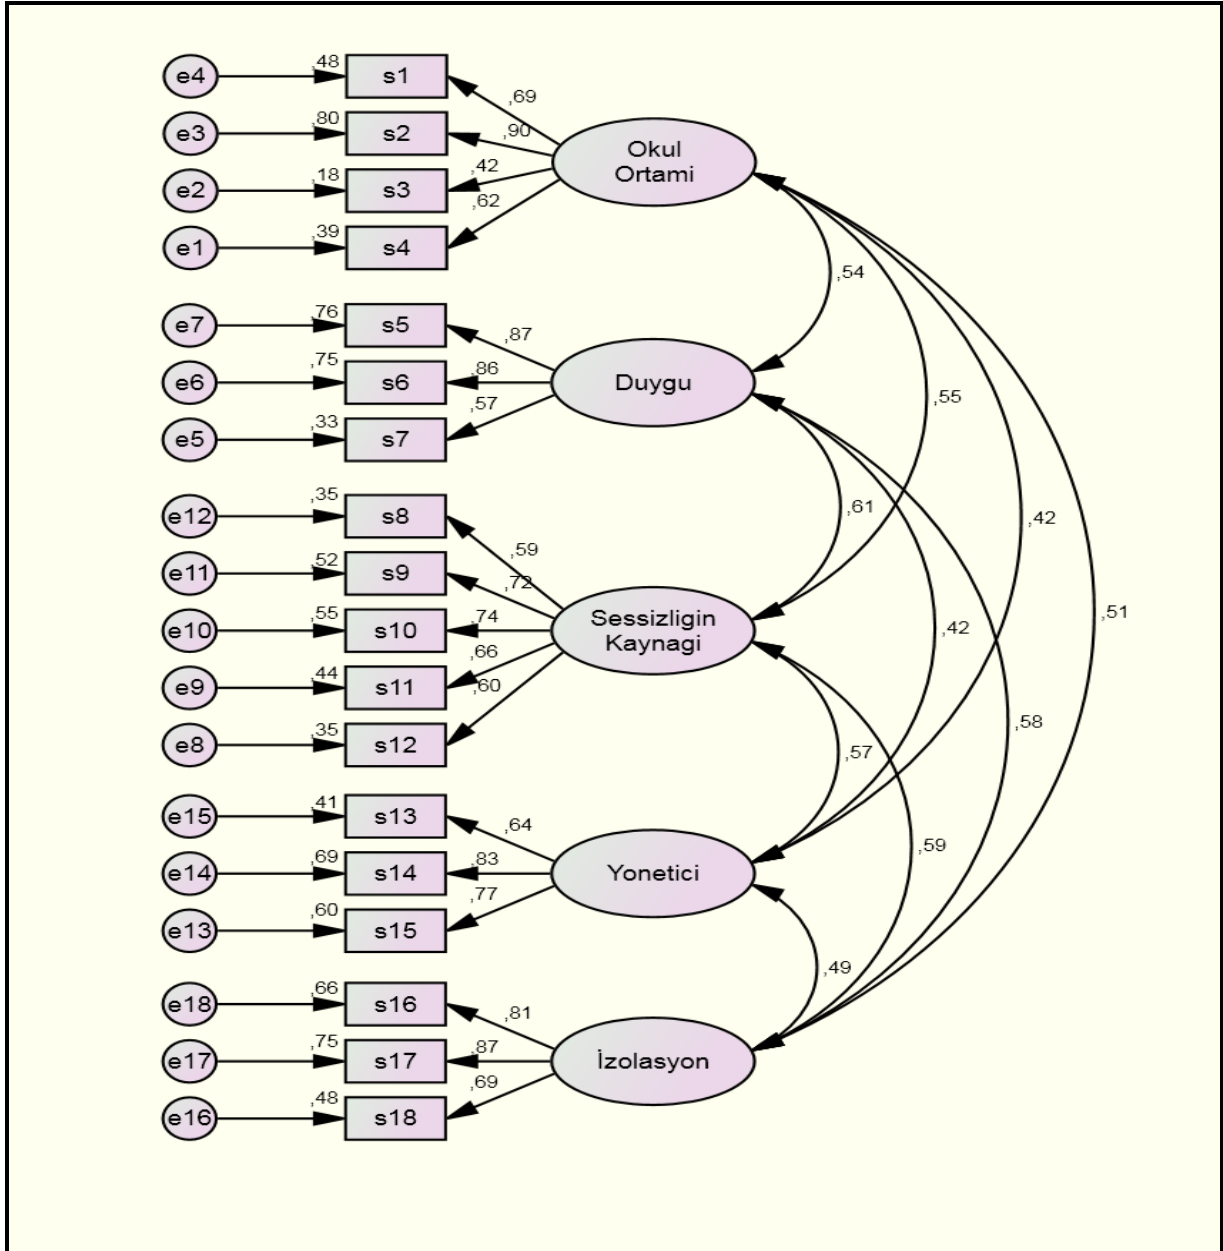 e4 ,48 s1 ,69
e3 ,80 s2 ,90
e2 ,18 s3 ,42
e1 ,39 s4 ,62
Okul
Ortami
,54
e7 ,76 s5 ,87
e6 ,75 s6 ,86
e5 ,33 s7 ,57
Duygu
,55
,61
,42
e12 ,35 s8 ,59
e11 ,52 s9 ,72
e10 ,55 s10 ,74
e9 ,44 s11 ,66
e8 ,35 s12 ,60
Sessizligin
Kaynagi
,51
,42
,58
,57
e15 ,41 s13 ,64
e14 ,69 s14 ,83
e13 ,60 s15 ,77
Yonetici
,59
,49
e18 ,66 s16 ,81
e17 ,75 s17 ,87
e16 ,48 s18 ,69
İzolasyon